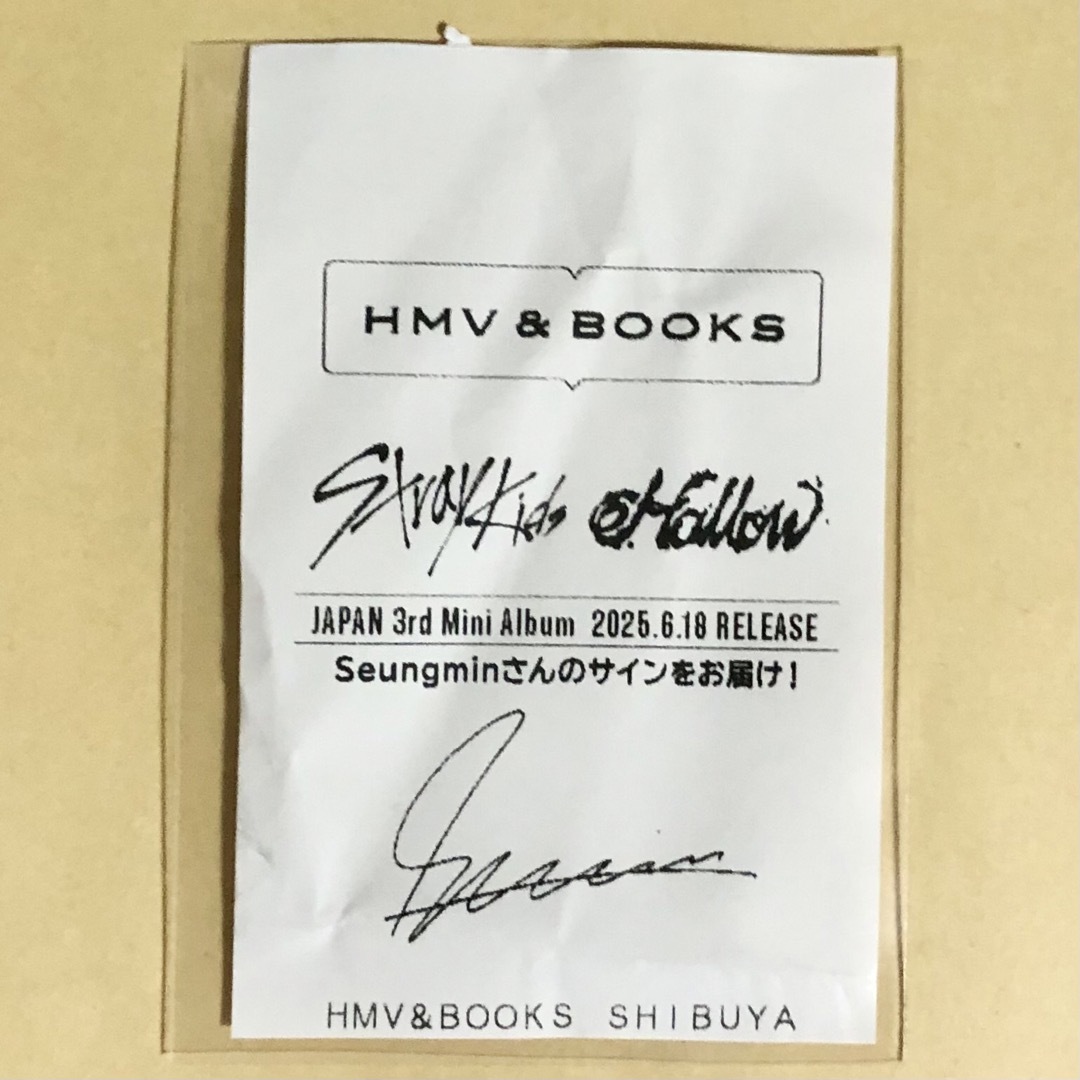 HMV & BOOKS
Stray Kids Hollow
JAPAN 3rd Mini Album 2025.6.18 RELEASE
Seungminさんのサインをお届け!
HMV&BOOKS SHIBUYA